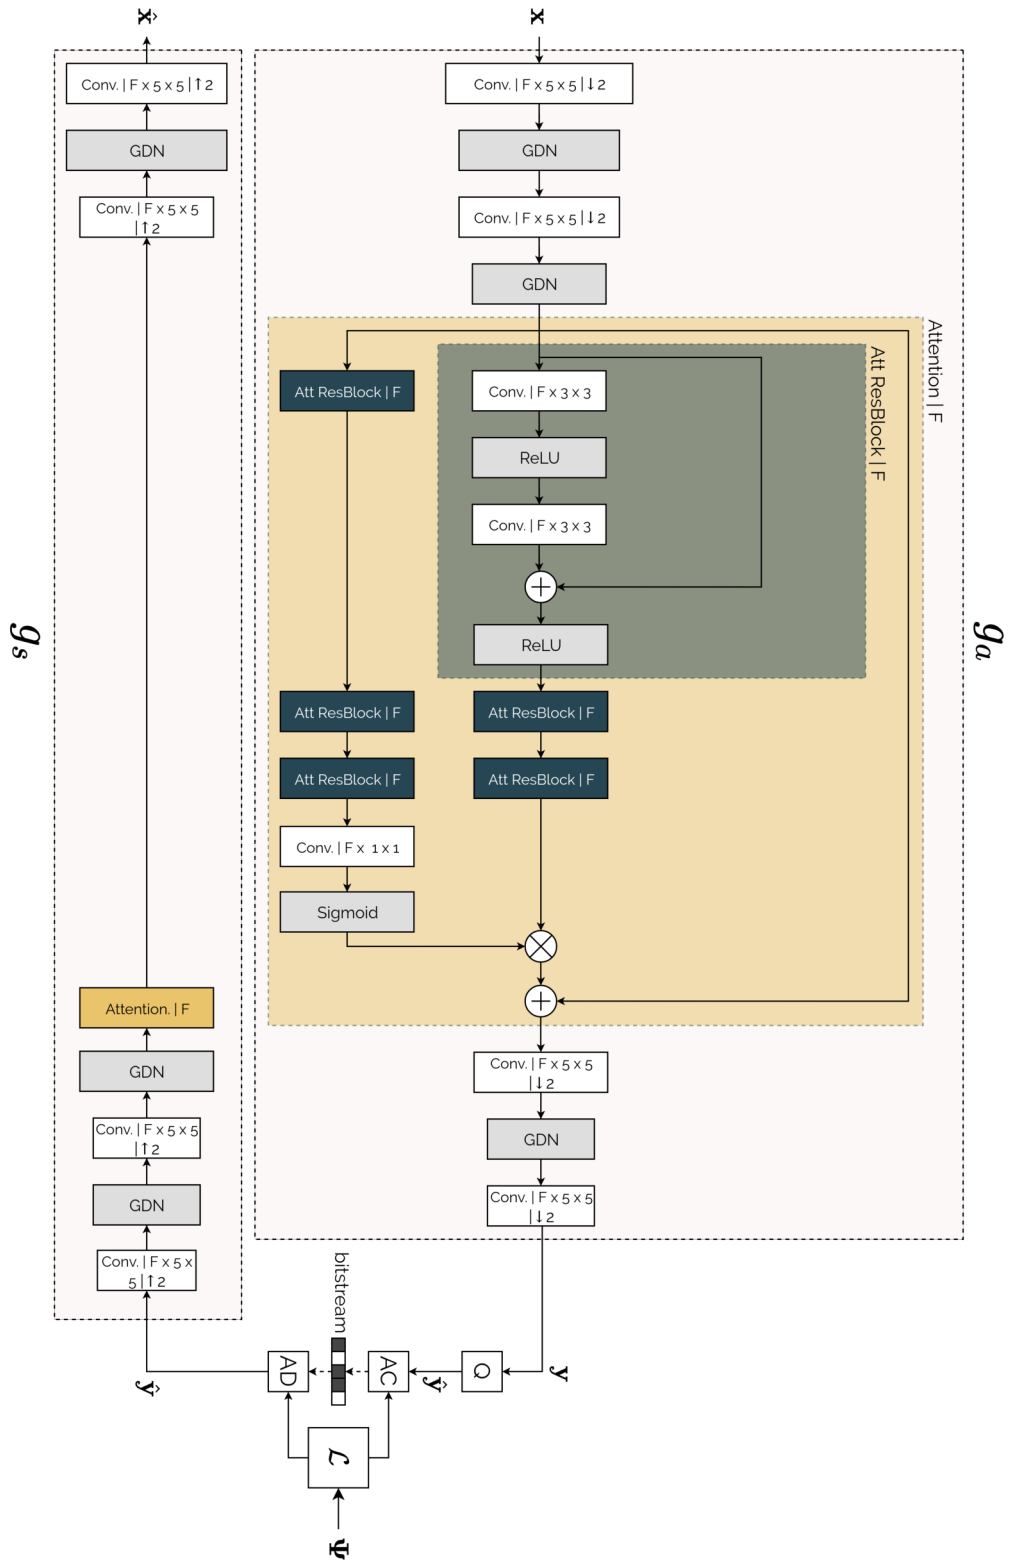 x̂
x
Conv. | F x 5 x 5 | ↑ 2
Conv. | F x 5 x 5 | ↓ 2
GDN
GDN
Conv. | F x 5 x 5
| ↑ 2
Conv. | F x 5 x 5 | ↓ 2
GDN
Attention | F
Att ResBlock | F
Att ResBlock | F
Conv. | F x 3 x 3
ReLU
Conv. | F x 3 x 3
ReLU
g_s
g_a
Att ResBlock | F
Att ResBlock | F
Att ResBlock | F
Att ResBlock | F
Conv. | F x 1 x 1
Sigmoid
Attention. | F
GDN
Conv. | F x 5 x 5
| ↑ 2
GDN
Conv. | F x 5 x
5 | ↑ 2
Conv. | F x 5 x 5
| ↓ 2
GDN
Conv. | F x 5 x 5
| ↓ 2
bitstream
ŷ
AD
AC
ŷ
Q
y
ℒ
Ψ